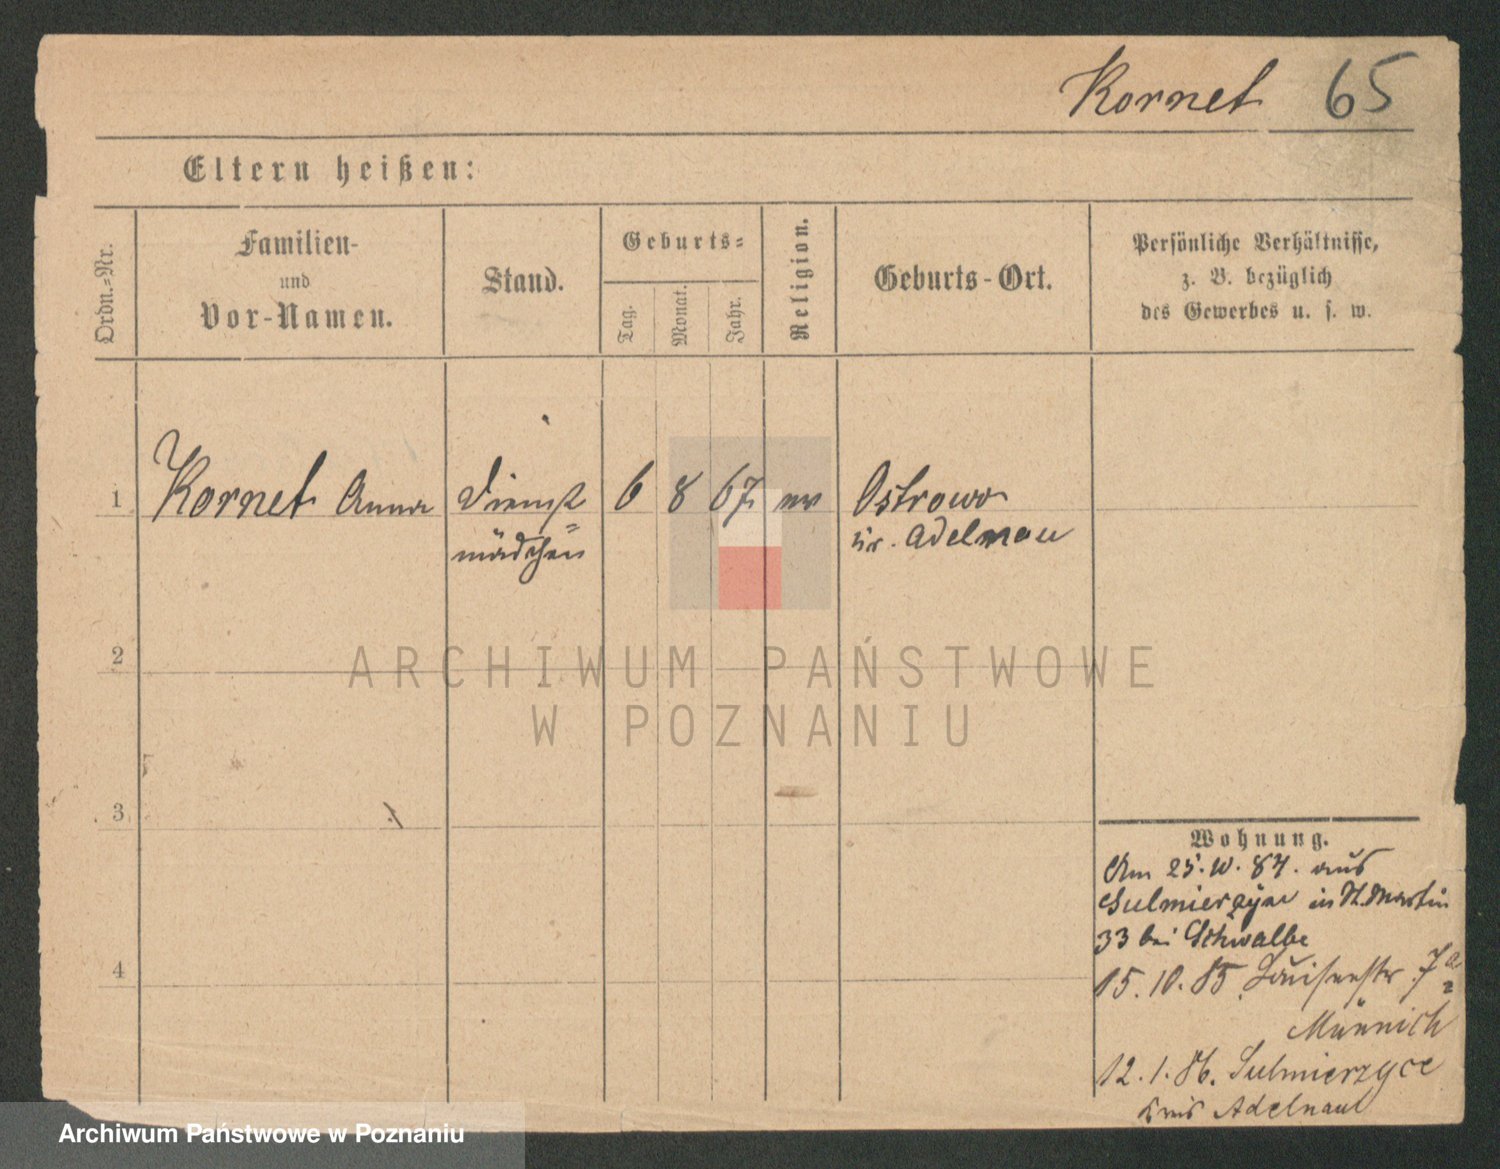 Kornet 65
Eltern heißen:
Ordn.-Nr.
Familien-
und
Vor-Namen.
Stand.
Geburts-
Tag.
Monat.
Jahr.
Religion.
Geburts-Ort.
Persönliche Verhältnisse,
z. B. bezüglich
des Gewerbes u. s. w.
1 Kornet Anna Dienst 6 8 67 Ostrowo
mädchen Kr. Adelnau
2
ARCHIWUM PAŃSTWOWE
W POZNANIU
3
Wohnung.
Am 84. aus
Sulmierzyce in St. Martin
33 bei Schwalbe
4
15. 10. 85 Louisenstr. 7a
Männich
12. 1. 86. Sulmierzyce
Kreis Adelnau
Archiwum Państwowe w Poznaniu